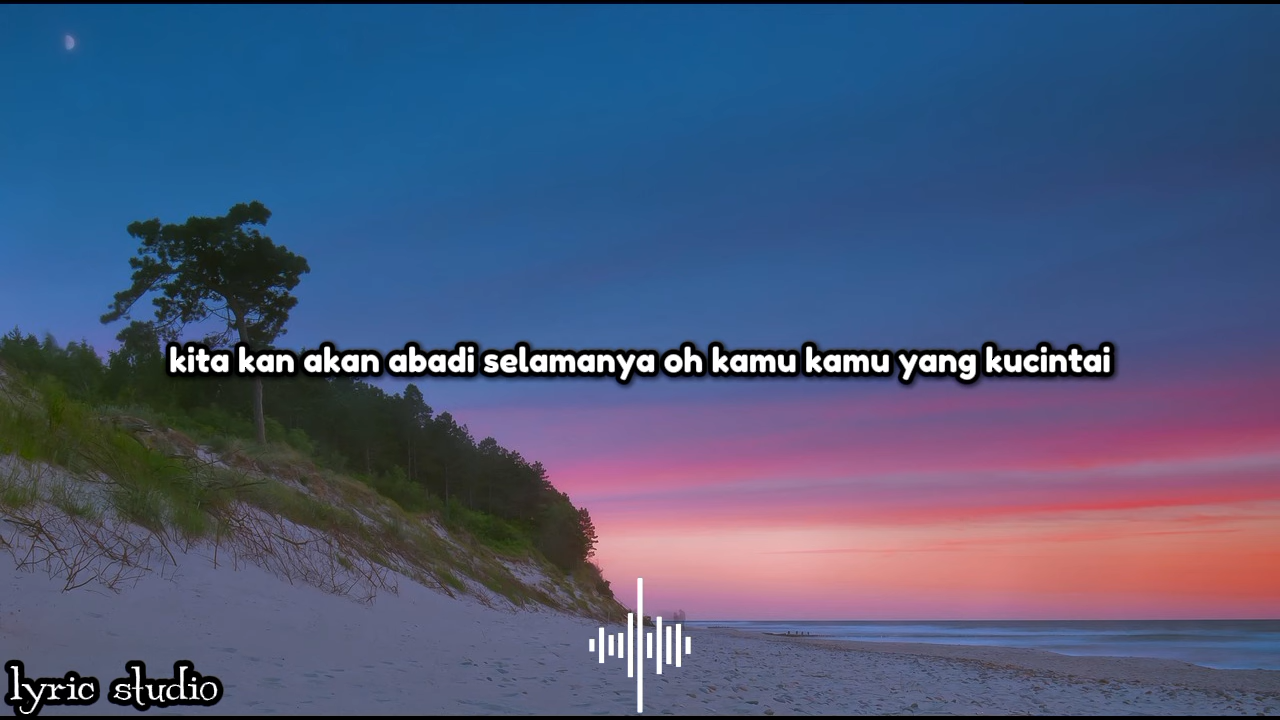 kita kan akan abadi selamanya oh kamu kamu yang kucintai
lyric studio